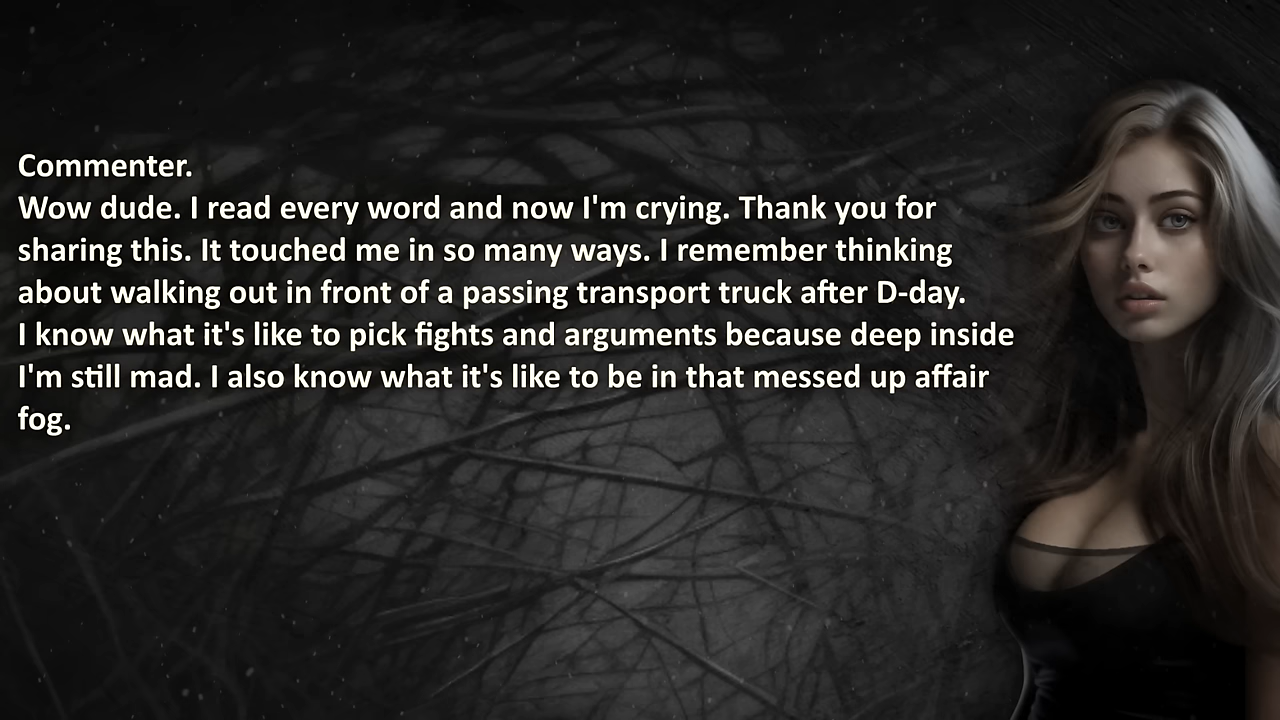 Commenter.
Wow dude. I read every word and now I'm crying. Thank you for
sharing this. It touched me in so many ways. I remember thinking
about walking out in front of a passing transport truck after D-day.
I know what it's like to pick fights and arguments because deep inside
I'm still mad. I also know what it's like to be in that messed up affair
fog.